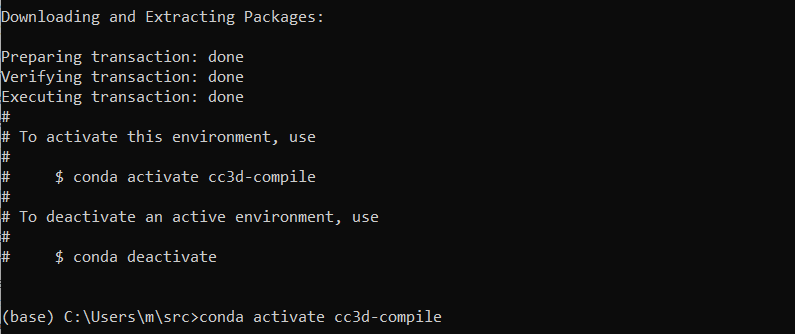 Downloading and Extracting Packages:
Preparing transaction: done
Verifying transaction: done
Executing transaction: done
#
# To activate this environment, use
#
#     $ conda activate cc3d-compile
#
# To deactivate an active environment, use
#
#     $ conda deactivate
(base) C:\Users\m\src>conda activate cc3d-compile